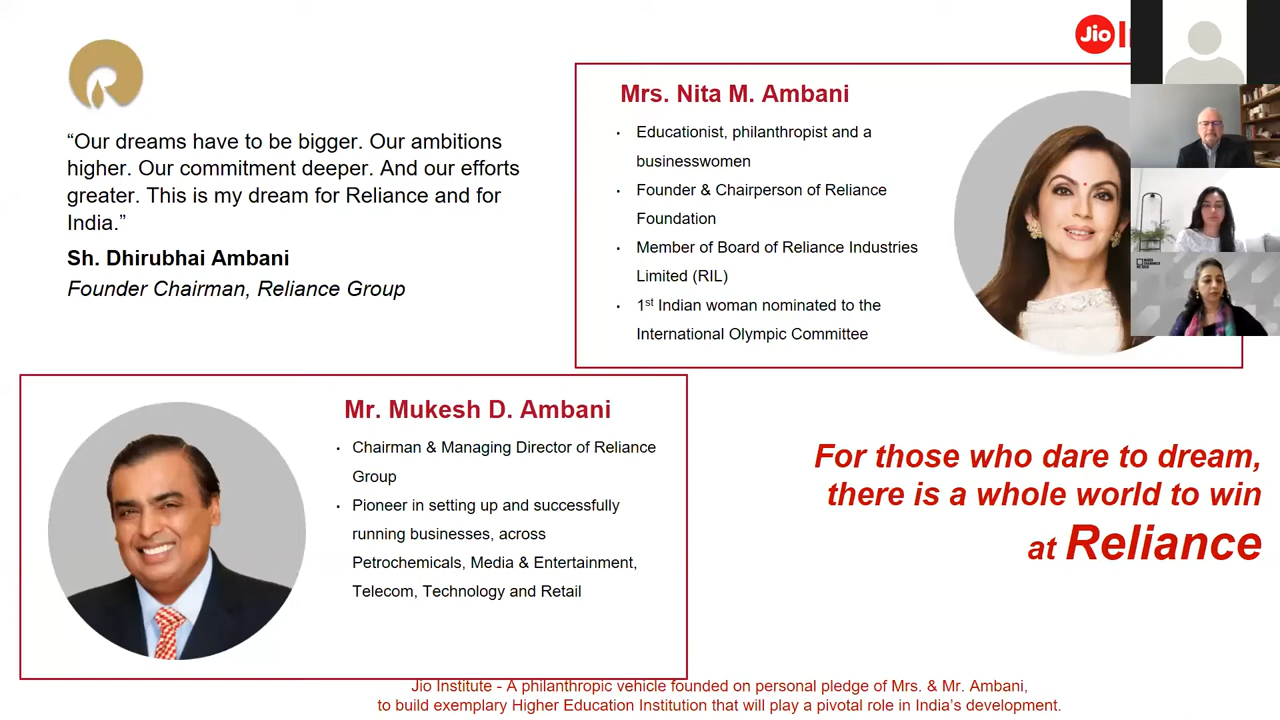 Jio
“Our dreams have to be bigger. Our ambitions
higher. Our commitment deeper. And our efforts
greater. This is my dream for Reliance and for
India.”
Sh. Dhirubhai Ambani
Founder Chairman, Reliance Group
Mrs. Nita M. Ambani
• Educationist, philanthropist and a
businesswomen
• Founder & Chairperson of Reliance
Foundation
• Member of Board of Reliance Industries
Limited (RIL)
• 1st Indian woman nominated to the
International Olympic Committee
Mr. Mukesh D. Ambani
• Chairman & Managing Director of Reliance
Group
• Pioneer in setting up and successfully
running businesses, across
Petrochemicals, Media & Entertainment,
Telecom, Technology and Retail
For those who dare to dream,
there is a whole world to win
at Reliance
Jio Institute - A philanthropic vehicle founded on personal pledge of Mrs. & Mr. Ambani,
to build exemplary Higher Education Institution that will play a pivotal role in India’s development.